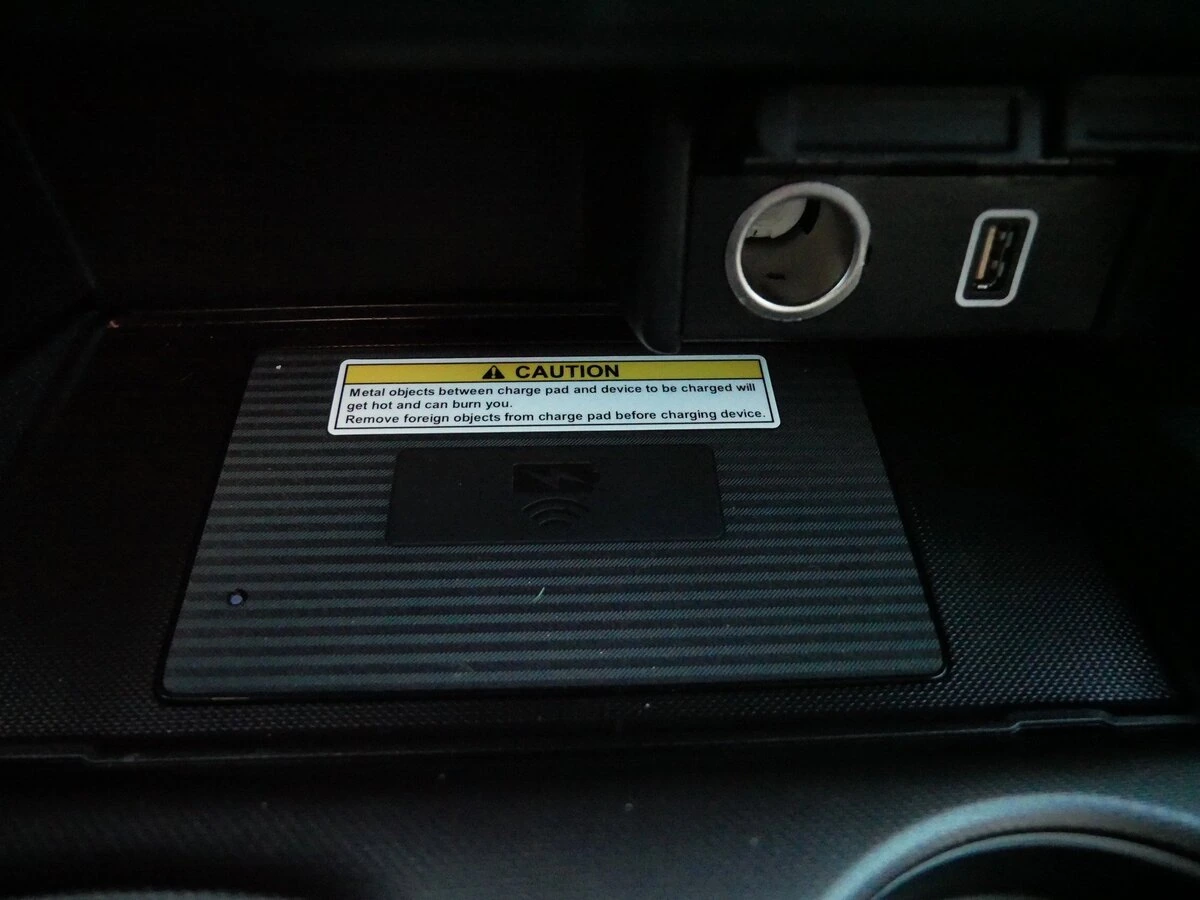 CAUTION
Metal objects between charge pad and device to be charged will
get hot and can burn you.
Remove foreign objects from charge pad before charging device.